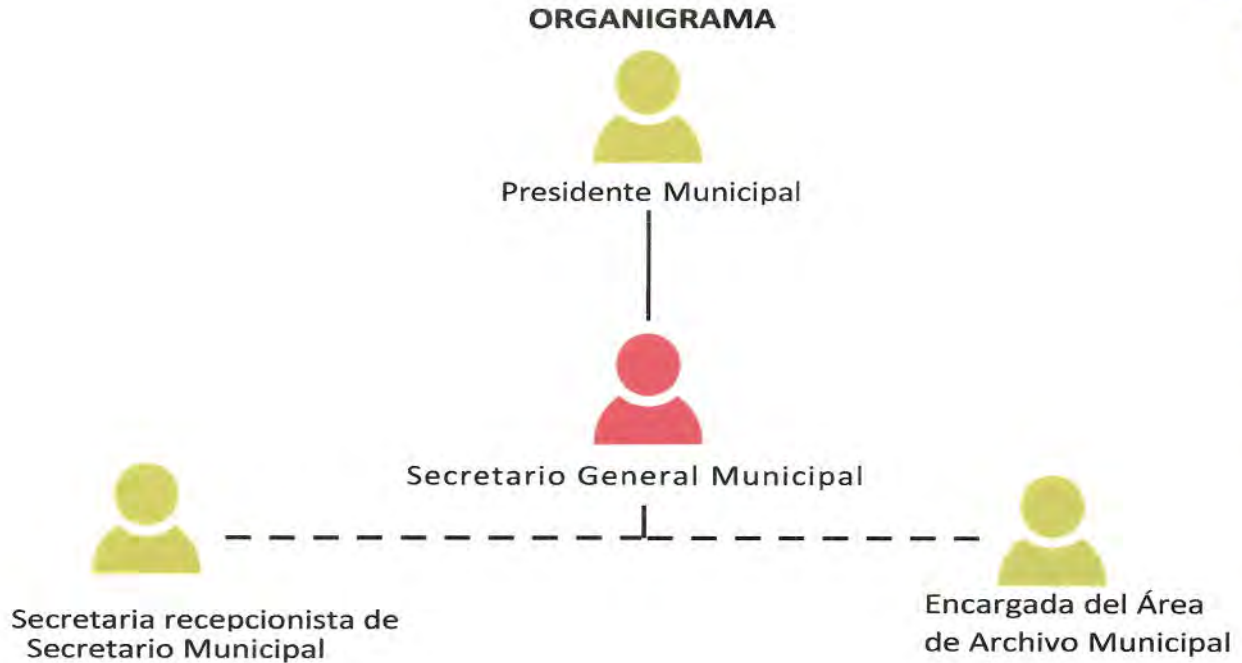 ORGANIGRAMA
Presidente Municipal
Secretario General Municipal
Secretaria recepcionista de
Secretario Municipal
Encargada del Área
de Archivo Municipal